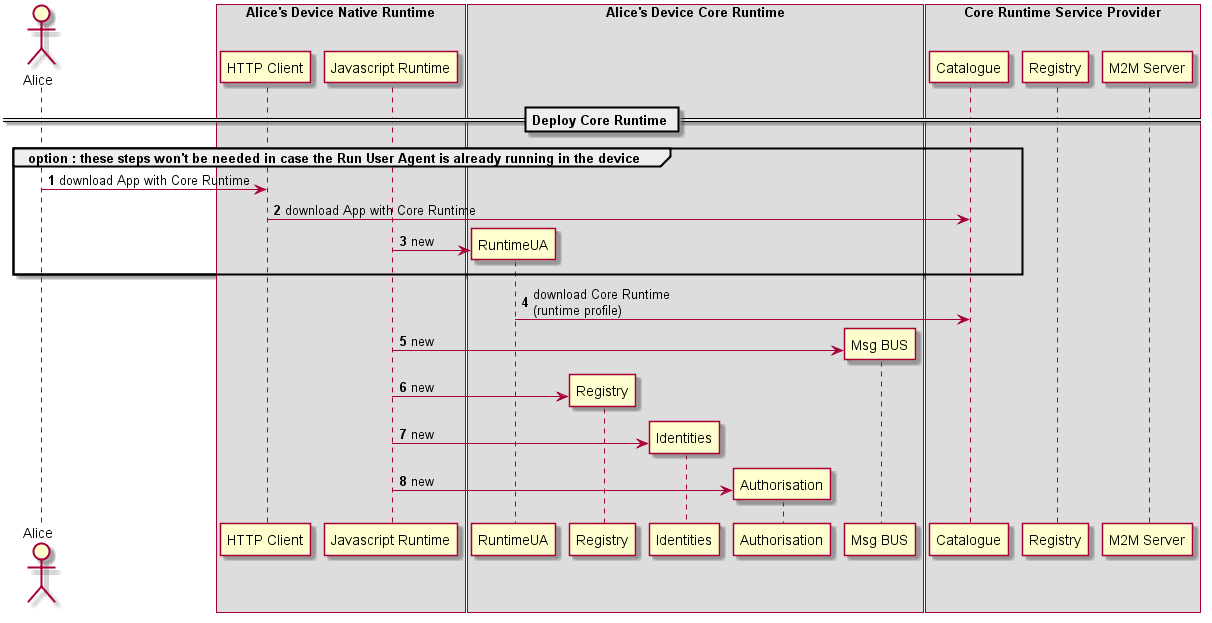 Alice's Device Native Runtime
Alice's Device Core Runtime
Core Runtime Service Provider
Alice
HTTP Client
Javascript Runtime
Catalogue
Registry
M2M Server
Deploy Core Runtime
option : these steps won't be needed in case the Run User Agent is already running in the device
1 download App with Core Runtime
2 download App with Core Runtime
3 new
RuntimeUA
4 download Core Runtime
(runtime profile)
5 new
Msg BUS
6 new
Registry
7 new
Identities
8 new
Authorisation
Alice
HTTP Client
Javascript Runtime
RuntimeUA
Registry
Identities
Authorisation
Msg BUS
Catalogue
Registry
M2M Server